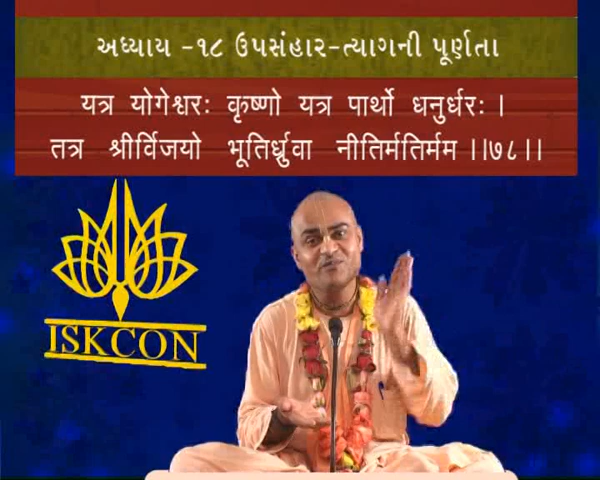 અધ્યાય -૧૮ ઉપસંહાર-ત્યાગની પૂર્ણતા
यत्र योगेश्वरः कृष्णो यत्र पार्थो धनुर्धरः ।
तत्र श्रीर्विजयो भूतिर्ध्रुवा नीतिर्मतिर्मम ।।७८।।
ISKCON